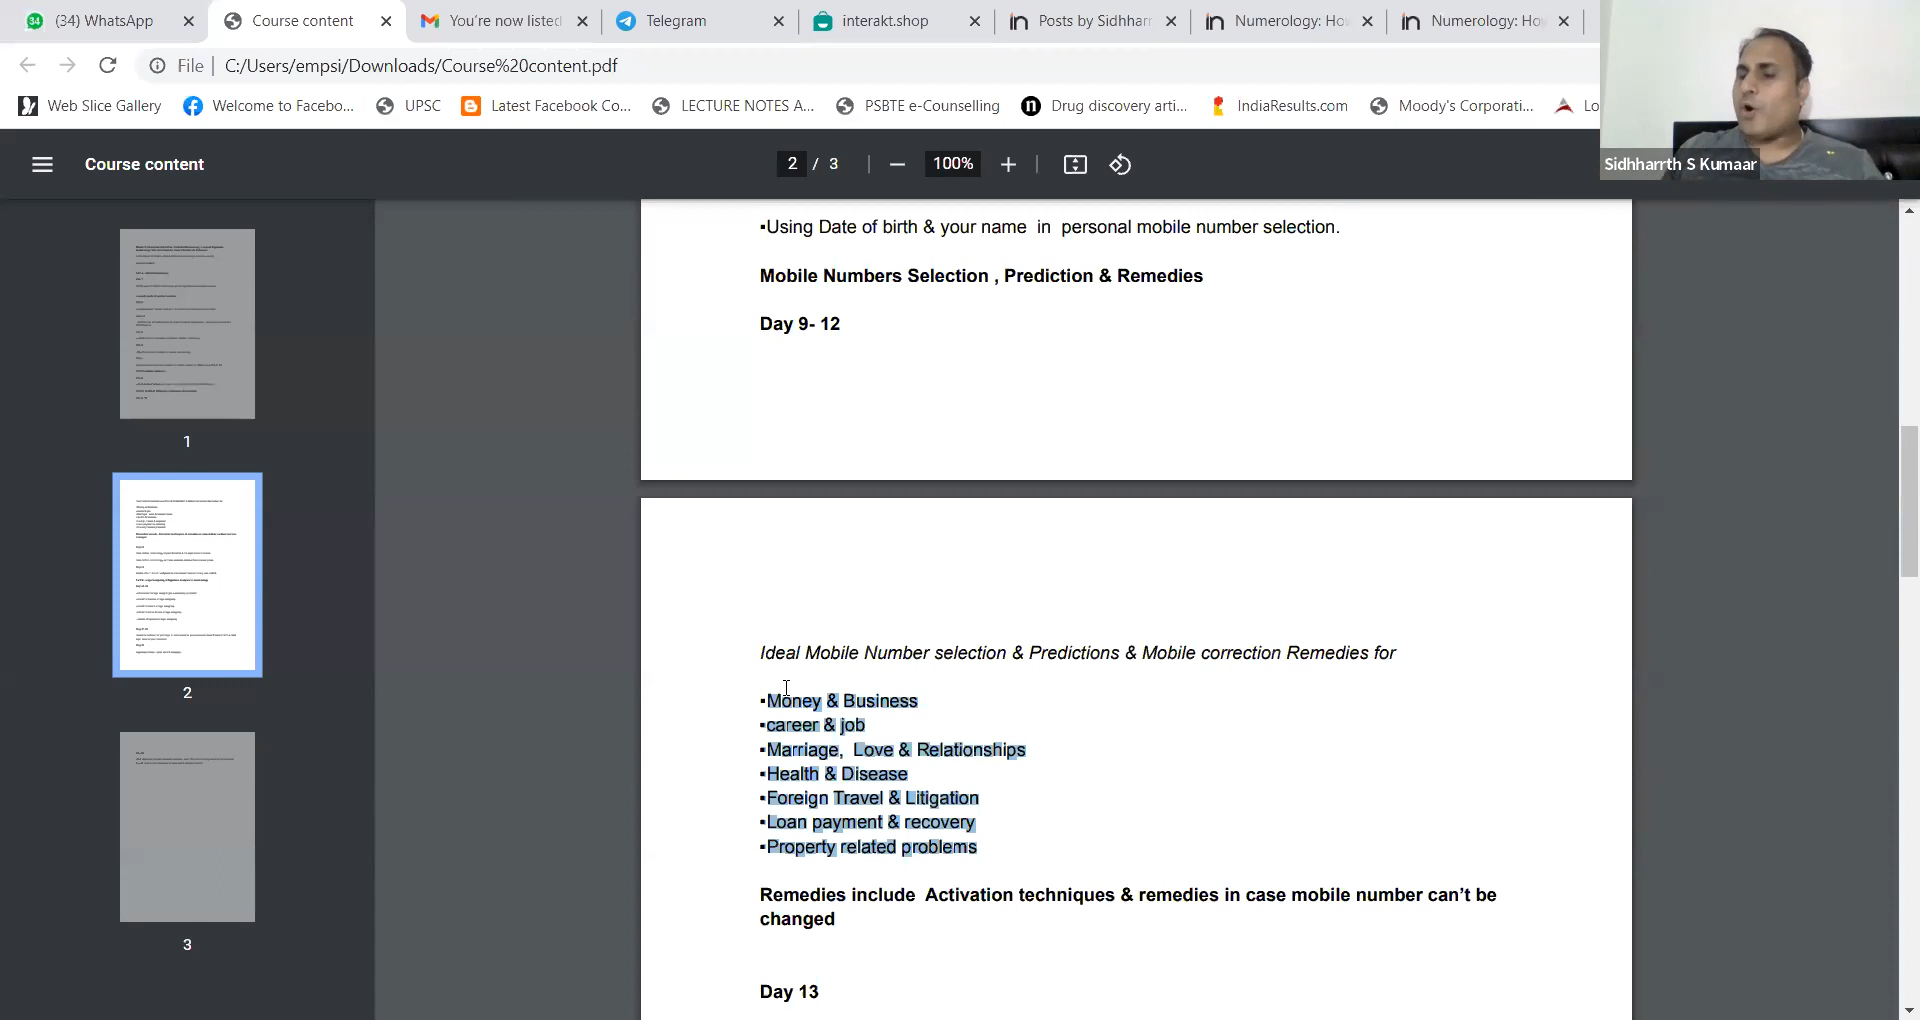 34
(34) WhatsApp
Course content
You're now listed
Telegram
interakt.shop
Posts by Sidhharr
Numerology: Ho
Numerology: Ho
File
C:/Users/empsi/Downloads/Course%20content.pdf
Web Slice Gallery
Welcome to Facebo...
UPSC
Latest Facebook Co...
LECTURE NOTES A...
PSBTE e-Counselling
Drug discovery arti...
IndiaResults.com
Moody's Corporati...
Lo
Sidhharrth S Kumaar
Course content
2 / 3
100%
1
2
3
▪Using Date of birth & your name in personal mobile number selection.
Mobile Numbers Selection , Prediction & Remedies
Day 9- 12
Ideal Mobile Number selection & Predictions & Mobile correction Remedies for
▪Money & Business
▪career & job
▪Marriage, Love & Relationships
▪Health & Disease
▪Foreign Travel & Litigation
▪Loan payment & recovery
▪Property related problems
Remedies include Activation techniques & remedies in case mobile number can't be
changed
Day 13